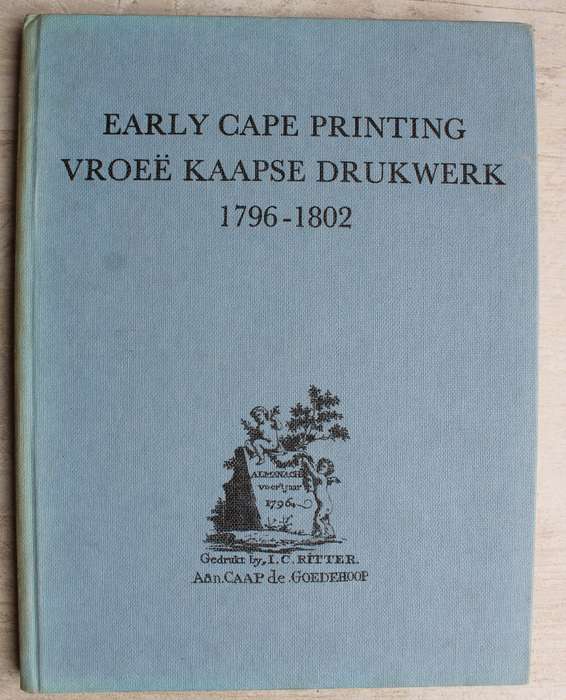 EARLY CAPE PRINTING
VROEË KAAPSE DRUKWERK
1796-1802
ALMANACH
voor't jaar
1796.
Gedrukt by, I. C. RITTER.
Aan. CAAP de. GOEDEHOOP